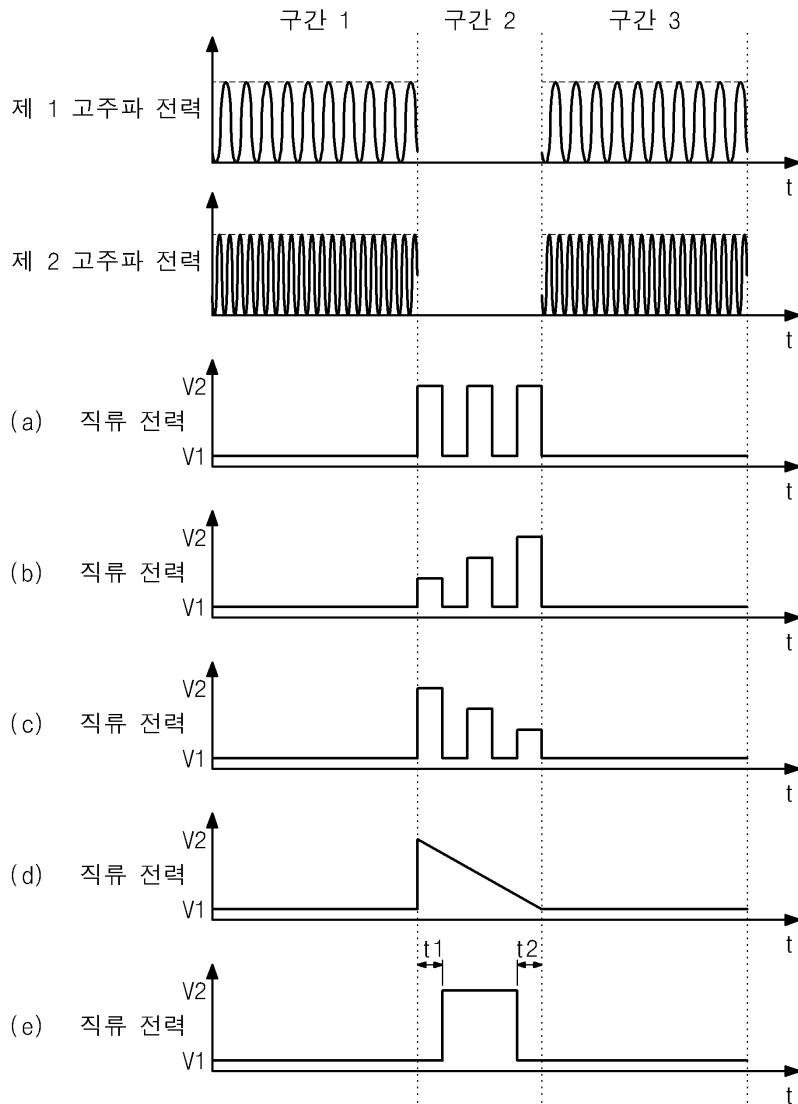 구간 1 구간 2 구간 3
제 1 고주파 전력
t
제 2 고주파 전력
t
V2
(a) 직류 전력
V1
t
V2
(b) 직류 전력
V1
t
V2
(c) 직류 전력
V1
t
V2
(d) 직류 전력
V1
t
t1 t2
V2
(e) 직류 전력
V1
t